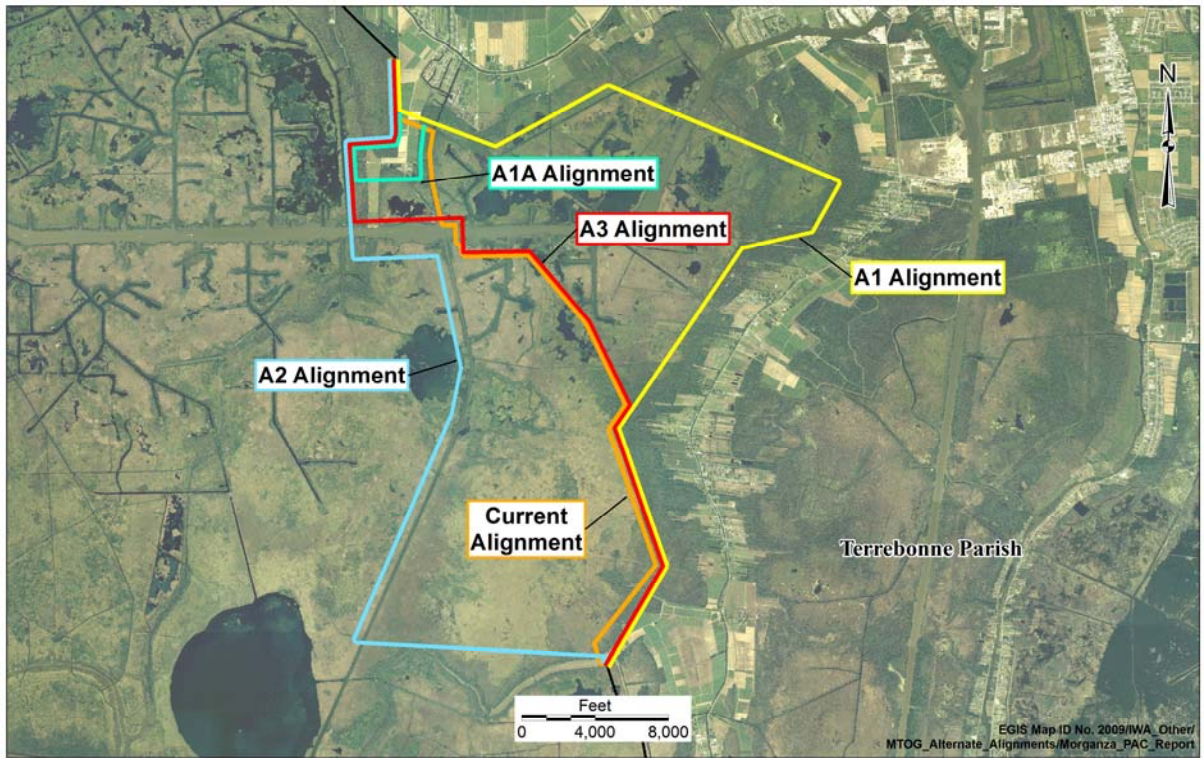 N
A1A Alignment
A3 Alignment
A1 Alignment
A2 Alignment
Current
Alignment
Terrebonne Parish
Feet
0 4,000 8,000
EGIS Map ID No. 2009/IWA_Other/
MTOG_Alternate_Alignments/Morganza_PAC_Report